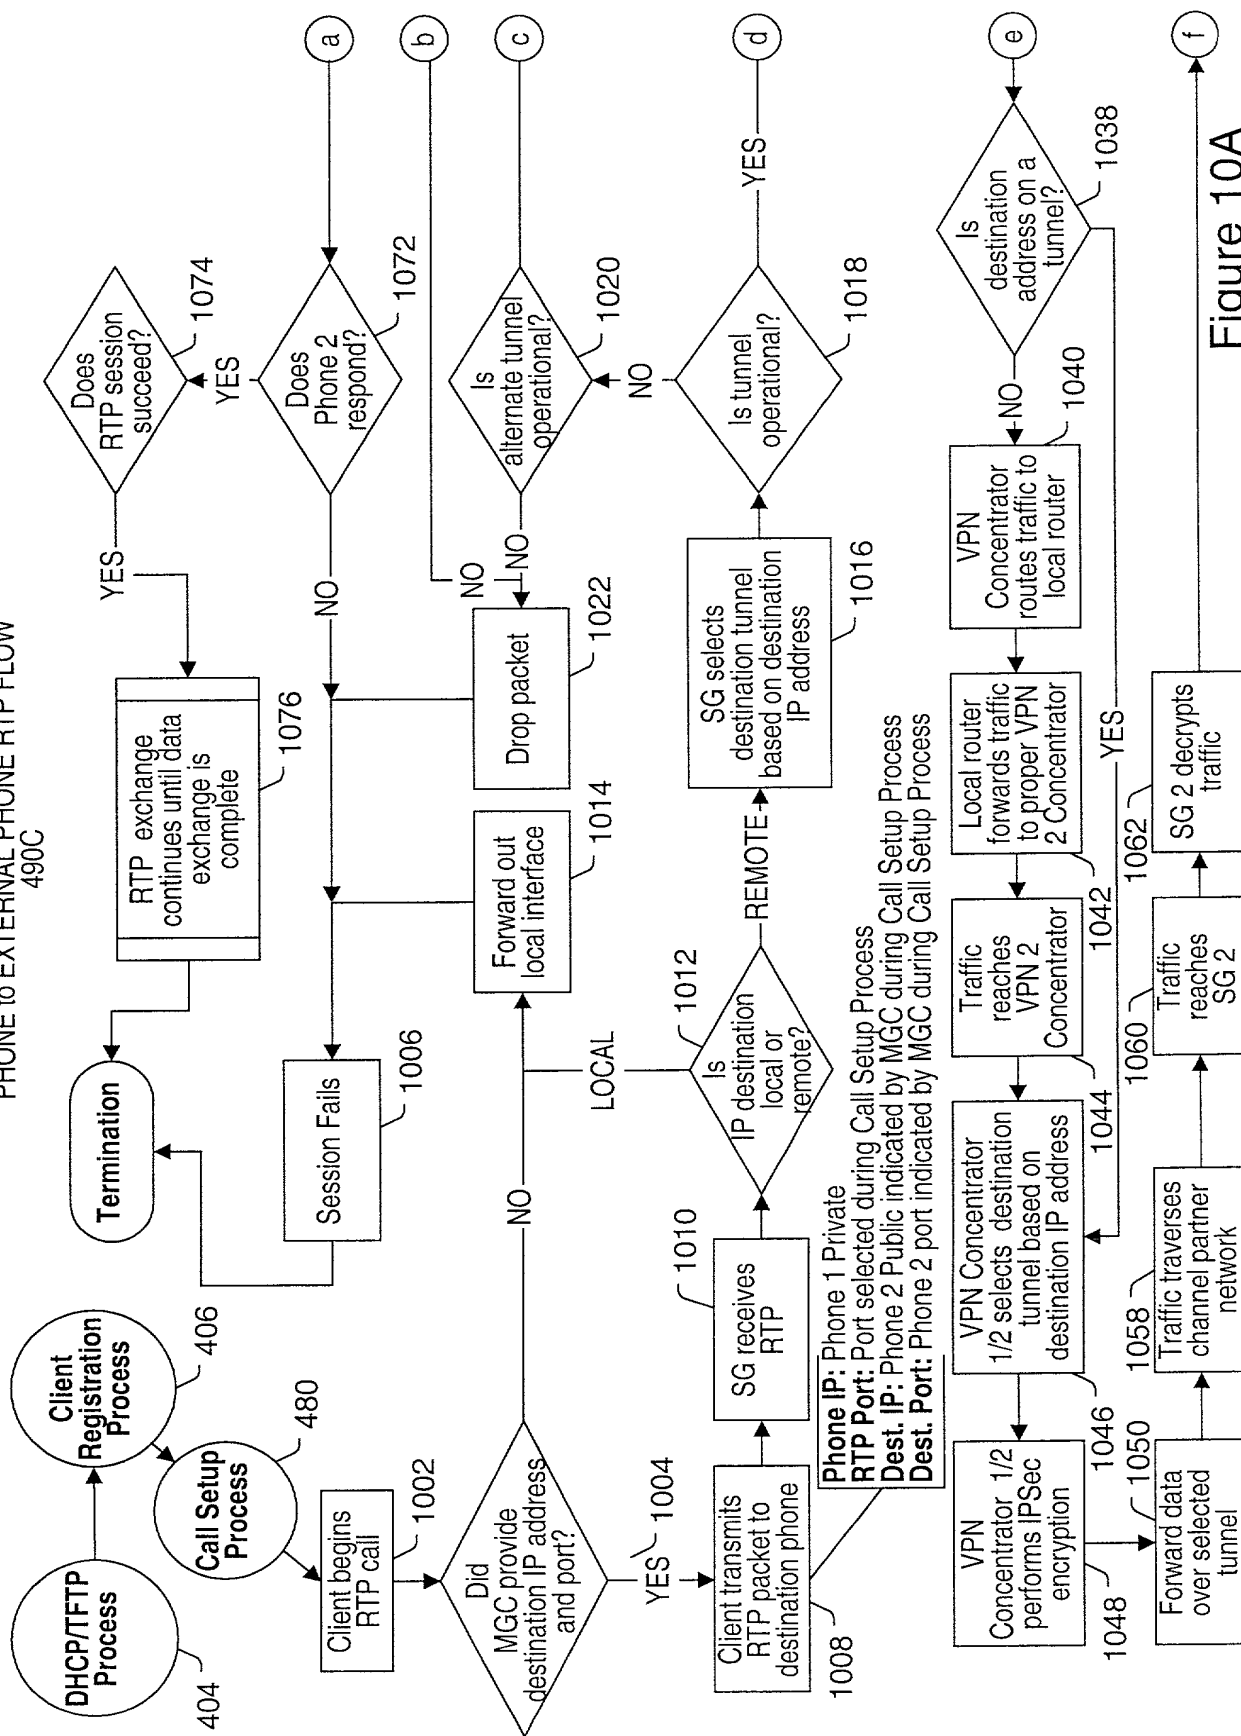 PHONE to EXTERNAL PHONE RTP FLOW
490C
DHCP/TFTP
Process
404
Client
Registration
Process
406
Call Setup
Process
480
Client begins
RTP call
1002
Did
MGC provide
destination IP address
and port?
NO
YES
1004
Termination
Session Fails
1006
RTP exchange
continues until data
exchange is
complete
1076
YES
Does
RTP session
succeed?
1074
YES
Does
Phone 2
respond?
1072
NO
a
b
c
Forward out
local interface
1014
Drop packet
1022
NO
NO
Is
alternate tunnel
operational?
1020
NO
LOCAL
Client transmits
RTP packet to
destination phone
1008
SG receives
RTP
1010
Is
IP destination
local or
remote?
1012
REMOTE
SG selects
destination tunnel
based on destination
IP address
1016
Is tunnel
operational?
1018
YES
d
Phone IP: Phone 1 Private
RTP Port: Port selected during Call Setup Process
Dest. IP: Phone 2 Public indicated by MGC during Call Setup Process
Dest. Port: Phone 2 port indicated by MGC during Call Setup Process
e
Is
destination
address on a
tunnel?
1038
NO
YES
VPN
Concentrator
routes traffic to
local router
1040
Local router
forwards traffic
to proper VPN
2 Concentrator
1042
Traffic
reaches
VPN 2
Concentrator
1044
VPN Concentrator
1/2 selects destination
tunnel based on
destination IP address
1046
VPN
Concentrator 1/2
performs IPSec
encryption
1048
Forward data
over selected
tunnel
1050
Traffic traverses
channel partner
network
1058
Traffic
reaches
SG 2
1060
SG 2 decrypts
traffic
1062
f
Figure 10A